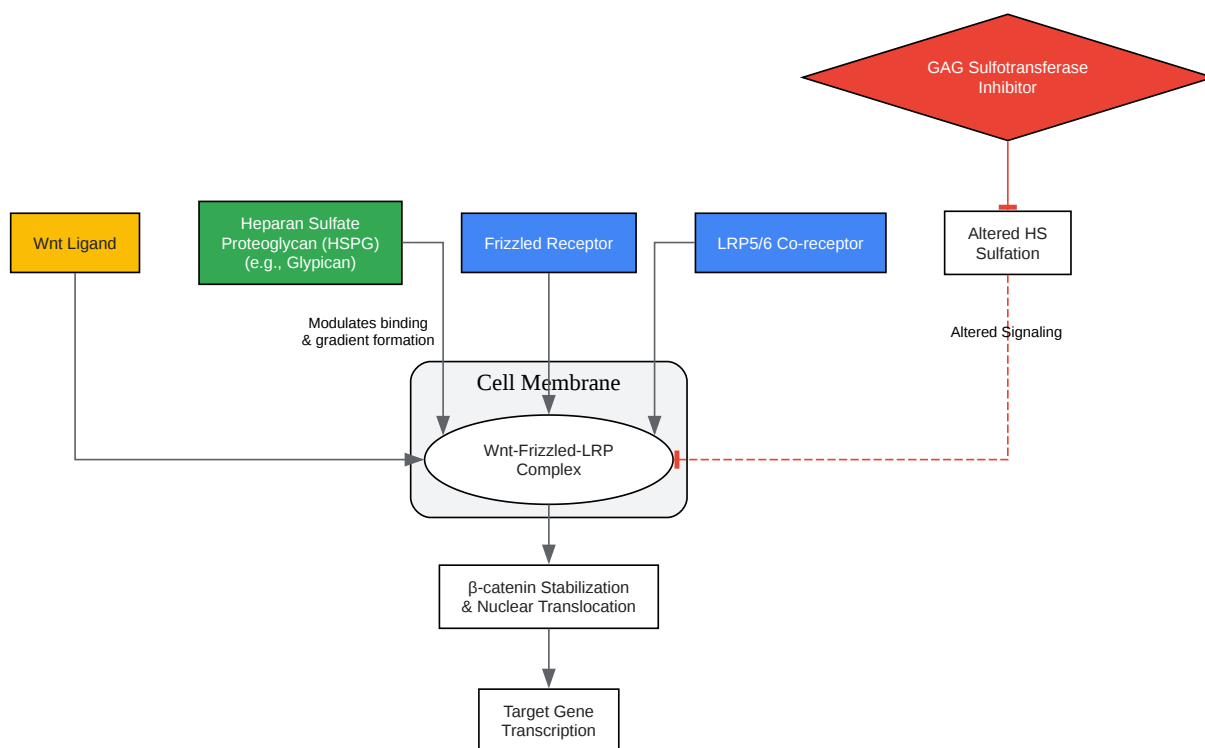 GAG Sulfotransferase
Inhibitor
Wnt Ligand
Heparan Sulfate
Proteoglycan (HSPG)
(e.g., Glypican)
Frizzled Receptor
LRP5/6 Co-receptor
Altered HS
Sulfation
Modulates binding
& gradient formation
Altered Signaling
Cell Membrane
Wnt-Frizzled-LRP
Complex
β-catenin Stabilization
& Nuclear Translocation
Target Gene
Transcription